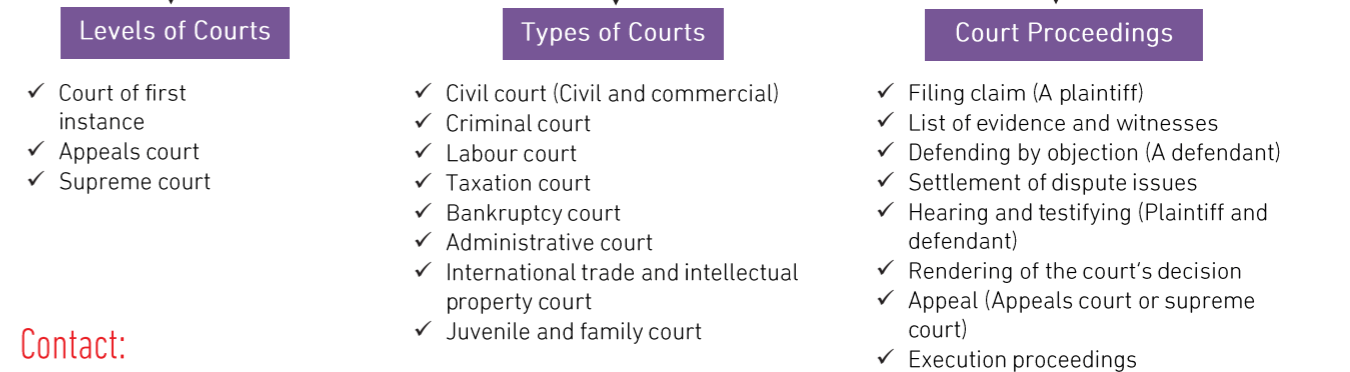 Levels of Courts
✓ Court of first
instance
✓ Appeals court
✓ Supreme court
Types of Courts
✓ Civil court (Civil and commercial)
✓ Criminal court
✓ Labour court
✓ Taxation court
✓ Bankruptcy court
✓ Administrative court
✓ International trade and intellectual
property court
✓ Juvenile and family court
Court Proceedings
✓ Filing claim (A plaintiff)
✓ List of evidence and witnesses
✓ Defending by objection (A defendant)
✓ Settlement of dispute issues
✓ Hearing and testifying (Plaintiff and
defendant)
✓ Rendering of the court's decision
✓ Appeal (Appeals court or supreme
court)
✓ Execution proceedings
Contact: